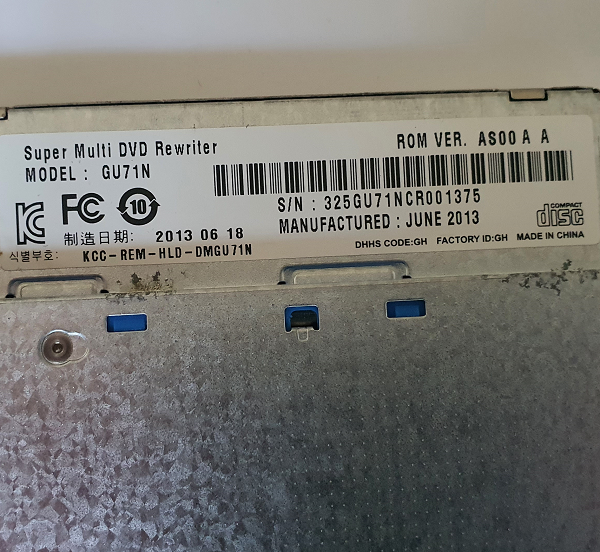 Super Multi DVD Rewriter
ROM VER. AS00 A A
MODEL : GU71N
S/N : 325GU71NCR001375
MANUFACTURED : JUNE 2013
FC
10
COMPACT
disc
制造日期: 2013 06 18
DHHS CODE:GH FACTORY ID:GH MADE IN CHINA
식별부호: KCC-REM-HLD-DMGU71N